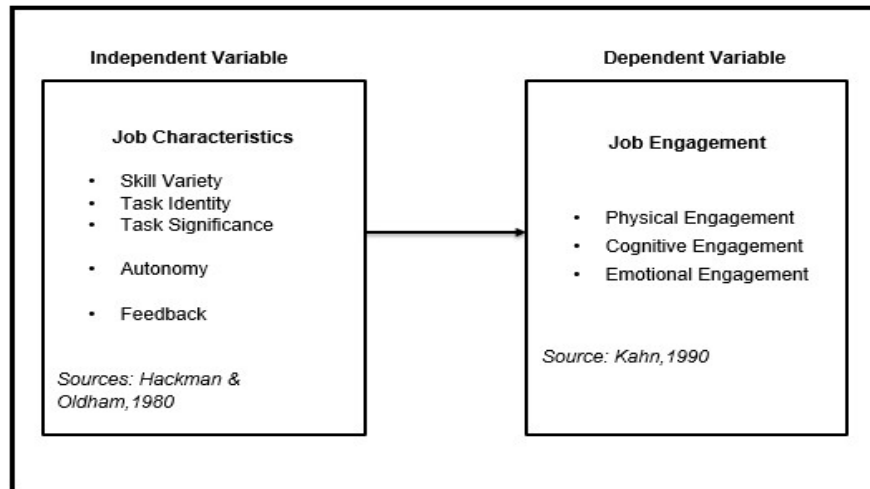 Independent Variable
Job Characteristics
• Skill Variety
• Task Identity
• Task Significance
• Autonomy
• Feedback
Sources: Hackman &
Oldham,1980
Dependent Variable
Job Engagement
• Physical Engagement
• Cognitive Engagement
• Emotional Engagement
Source: Kahn,1990